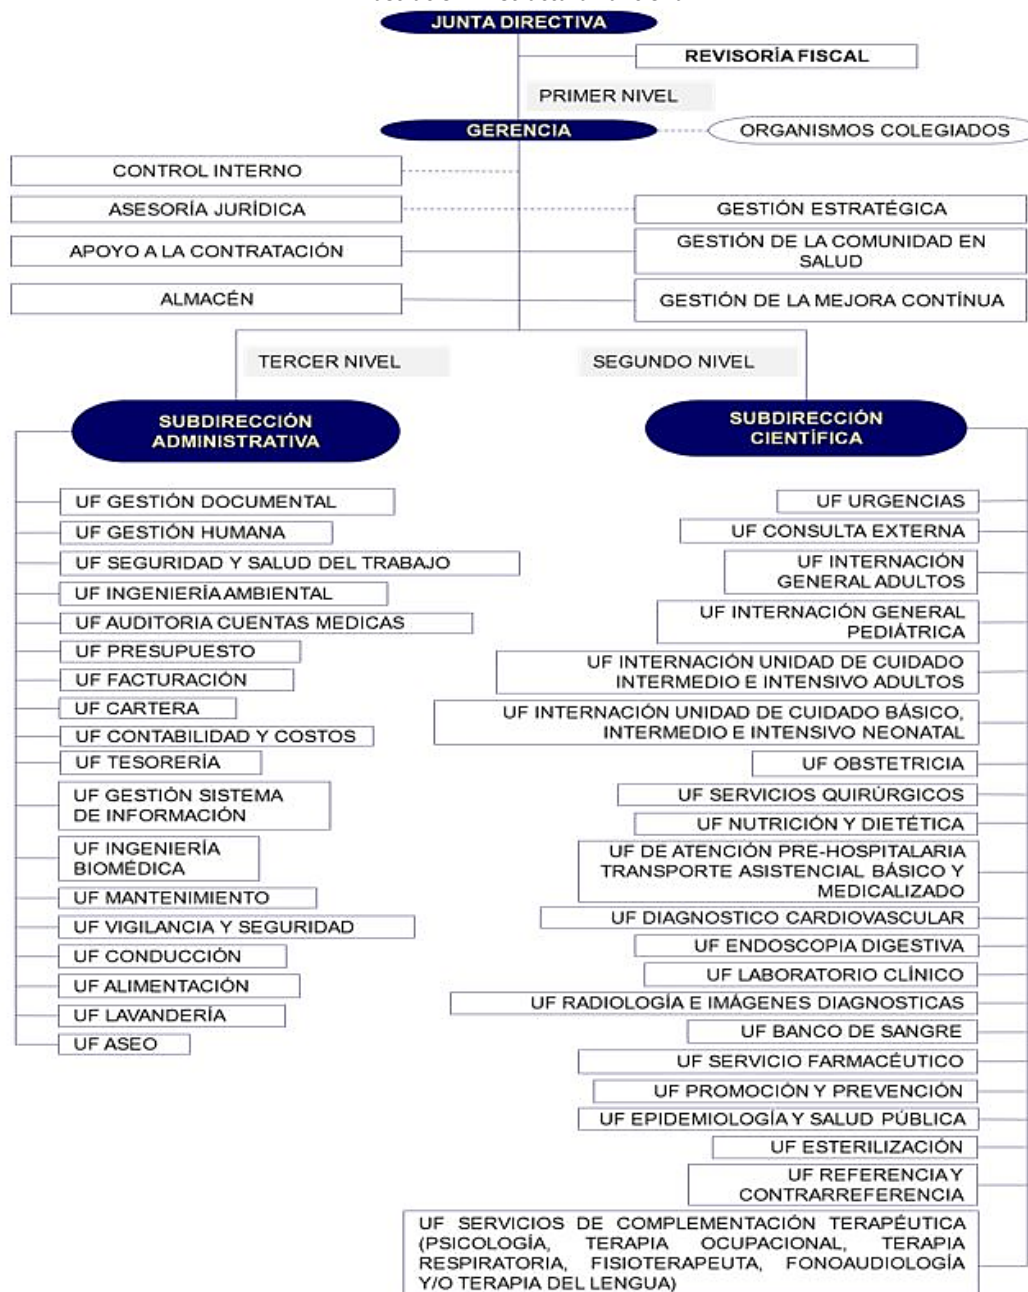 JUNTA DIRECTIVA
REVISORÍA FISCAL
PRIMER NIVEL
GERENCIA
ORGANISMOS COLEGIADOS
CONTROL INTERNO
ASESORÍA JURÍDICA
GESTIÓN ESTRATÉGICA
APOYO A LA CONTRATACIÓN
GESTIÓN DE LA COMUNIDAD EN
SALUD
ALMACÉN
GESTIÓN DE LA MEJORA CONTÍNUA
TERCER NIVEL
SEGUNDO NIVEL
SUBDIRECCIÓN
ADMINISTRATIVA
UF GESTIÓN DOCUMENTAL
UF GESTIÓN HUMANA
UF SEGURIDAD Y SALUD DEL TRABAJO
UF INGENIERÍA AMBIENTAL
UF AUDITORIA CUENTAS MEDICAS
UF PRESUPUESTO
UF FACTURACIÓN
UF CARTERA
UF CONTABILIDAD Y COSTOS
UF TESORERÍA
UF GESTIÓN SISTEMA
DE INFORMACIÓN
UF INGENIERÍA
BIOMÉDICA
UF MANTENIMIENTO
UF VIGILANCIA Y SEGURIDAD
UF CONDUCCIÓN
UF ALIMENTACIÓN
UF LAVANDERÍA
UF ASEO
SUBDIRECCIÓN
CIENTÍFICA
UF URGENCIAS
UF CONSULTA EXTERNA
UF INTERNACIÓN
GENERAL ADULTOS
UF INTERNACIÓN GENERAL
PEDIÁTRICA
UF INTERNACIÓN UNIDAD DE CUIDADO
INTERMEDIO E INTENSIVO ADULTOS
UF INTERNACIÓN UNIDAD DE CUIDADO BÁSICO,
INTERMEDIO E INTENSIVO NEONATAL
UF OBSTETRICIA
UF SERVICIOS QUIRÚRGICOS
UF NUTRICIÓN Y DIETÉTICA
UF DE ATENCIÓN PRE-HOSPITALARIA
TRANSPORTE ASISTENCIAL BÁSICO Y
MEDICALIZADO
UF DIAGNOSTICO CARDIOVASCULAR
UF ENDOSCOPIA DIGESTIVA
UF LABORATORIO CLÍNICO
UF RADIOLOGÍA E IMÁGENES DIAGNOSTICAS
UF BANCO DE SANGRE
UF SERVICIO FARMACÉUTICO
UF PROMOCIÓN Y PREVENCIÓN
UF EPIDEMIOLOGÍA Y SALUD PÚBLICA
UF ESTERILIZACIÓN
UF REFERENCIA Y
CONTRARREFERENCIA
UF SERVICIOS DE COMPLEMENTACIÓN TERAPÉUTICA
(PSICOLOGÍA, TERAPIA OCUPACIONAL, TERAPIA
RESPIRATORIA, FISIOTERAPEUTA, FONOAUDIOLOGÍA
Y/O TERAPIA DEL LENGUA)